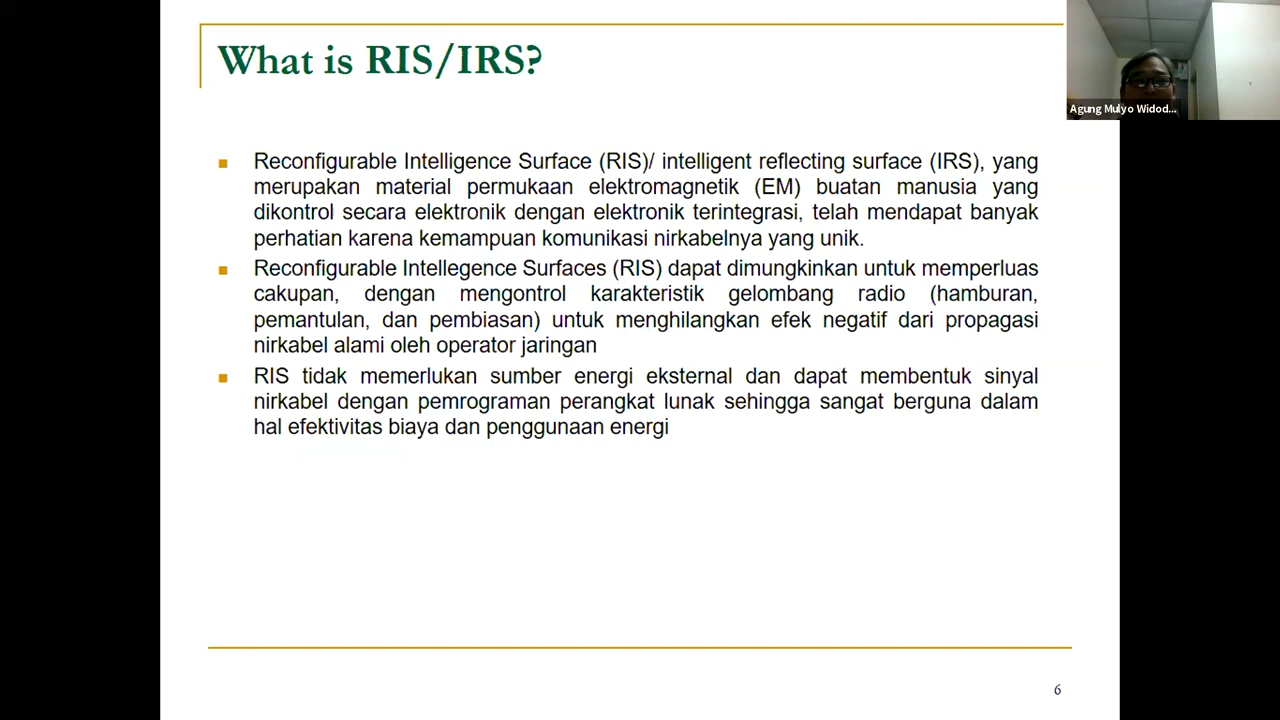 What is RIS/IRS?
Agung Mulyo Widod...
Reconfigurable Intelligence Surface (RIS)/ intelligent reflecting surface (IRS), yang
merupakan material permukaan elektromagnetik (EM) buatan manusia yang
dikontrol secara elektronik dengan elektronik terintegrasi, telah mendapat banyak
perhatian karena kemampuan komunikasi nirkabelnya yang unik.
Reconfigurable Intellegence Surfaces (RIS) dapat dimungkinkan untuk memperluas
cakupan, dengan mengontrol karakteristik gelombang radio (hamburan,
pemantulan, dan pembiasan) untuk menghilangkan efek negatif dari propagasi
nirkabel alami oleh operator jaringan
RIS tidak memerlukan sumber energi eksternal dan dapat membentuk sinyal
nirkabel dengan pemrograman perangkat lunak sehingga sangat berguna dalam
hal efektivitas biaya dan penggunaan energi
6